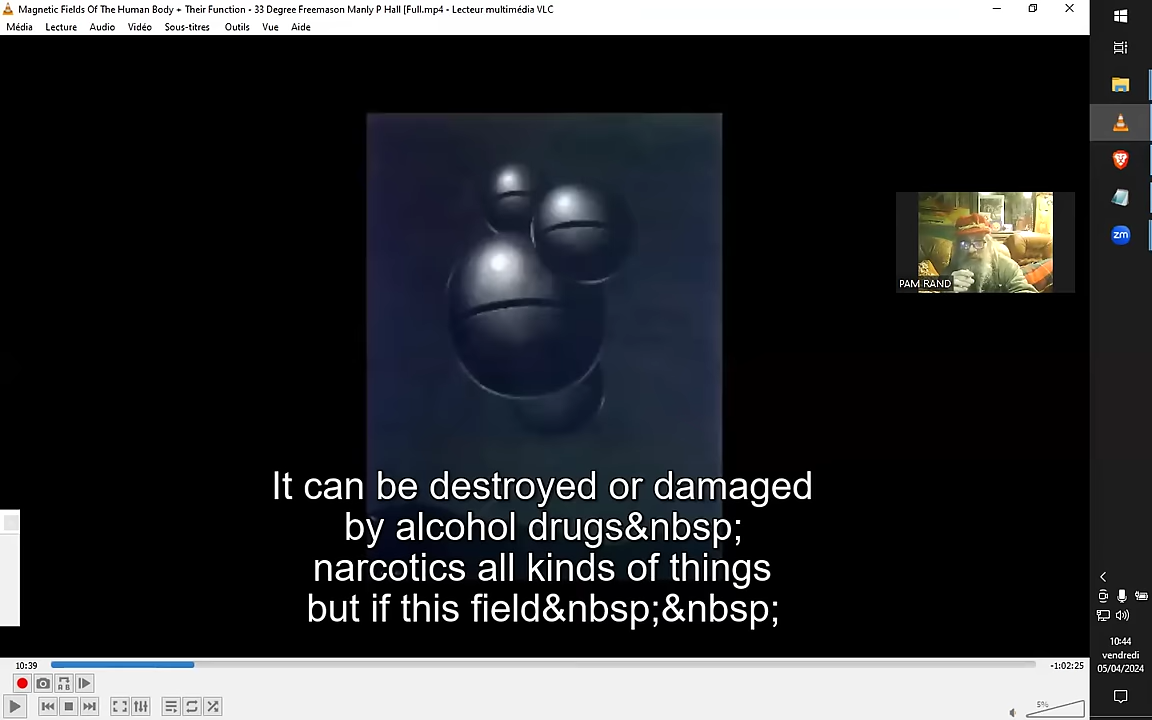 Magnetic Fields Of The Human Body + Their Function - 33 Degree Freemason Manly P Hall [Full.mp4 - Lecteur multimédia VLC
Média Lecture Audio Vidéo Sous-titres Outils Vue Aide
PAM RAND
It can be destroyed or damaged
by alcohol drugs&nbsp;
narcotics all kinds of things
but if this field&nbsp;&nbsp;
10:39
-1:02:25
5%
zm
10:44
vendredi
05/04/2024